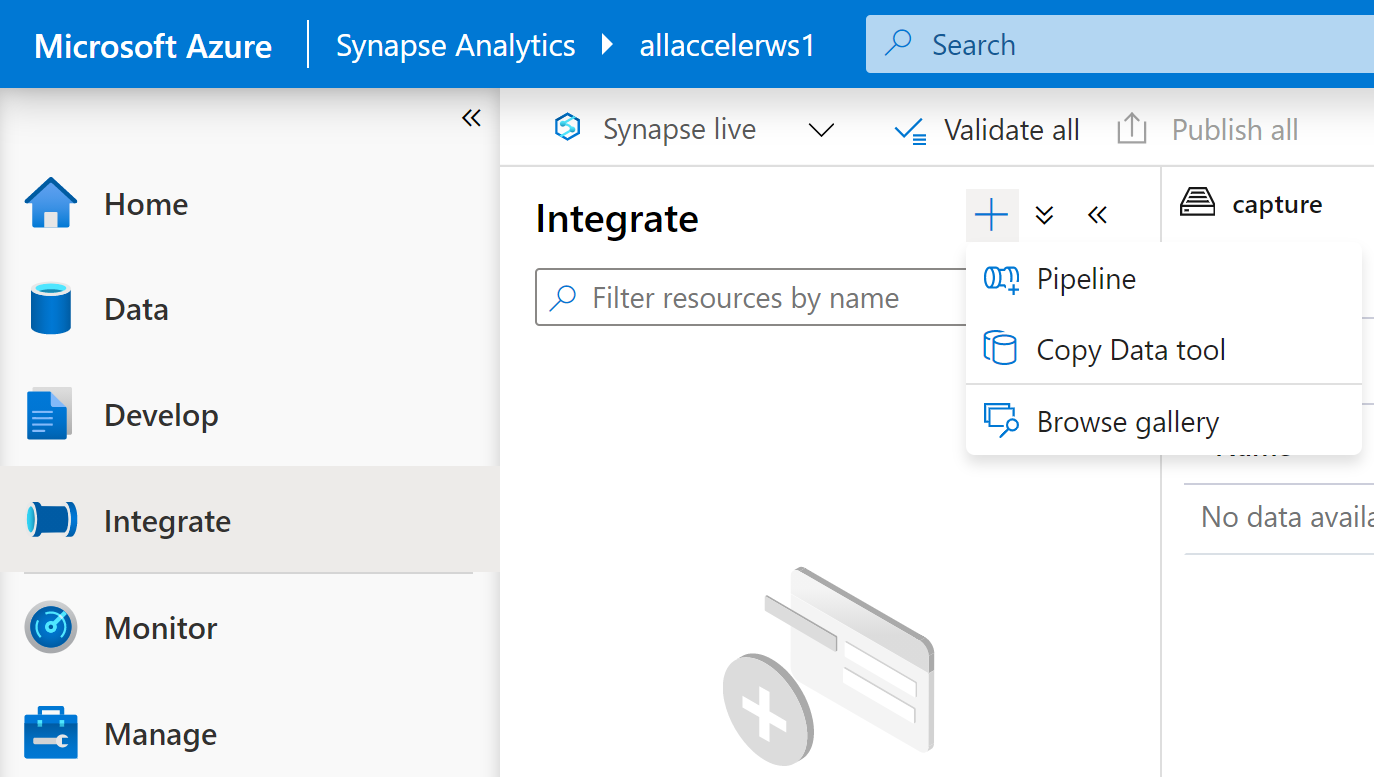 Microsoft Azure
Synapse Analytics
allaccelerws1
Search
Synapse live
Validate all
Publish all
Home
Data
Develop
Integrate
Monitor
Manage
Integrate
Filter resources by name
Pipeline
Copy Data tool
Browse gallery
capture
No data availa